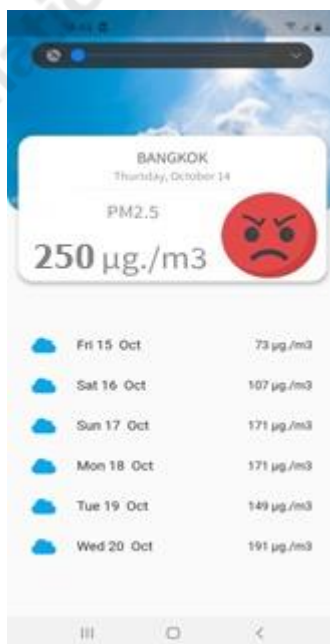 BANGKOK
Thursday, October 14
PM2.5
250 µg./m3
Fri 15 Oct 73 µg./m3
Sat 16 Oct 107 µg./m3
Sun 17 Oct 171 µg./m3
Mon 18 Oct 171 µg./m3
Tue 19 Oct 149 µg./m3
Wed 20 Oct 191 µg./m3